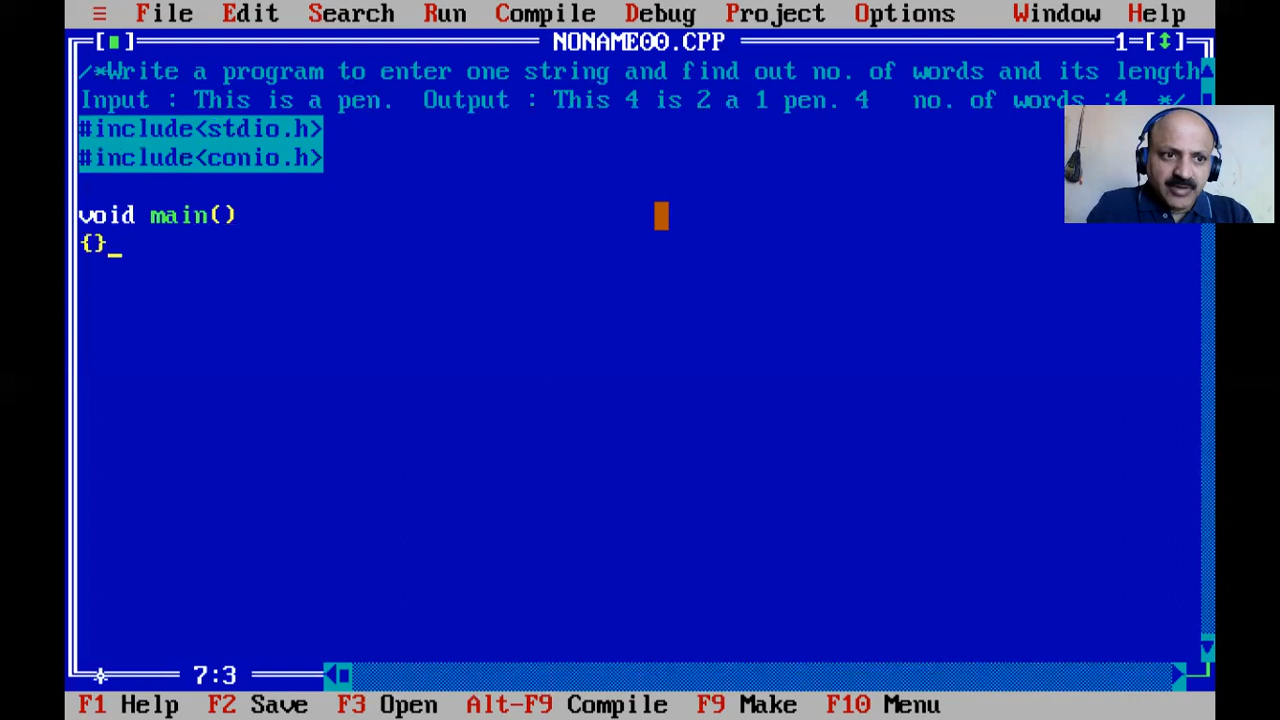 ≡ File Edit Search Run Compile Debug Project Options Window Help
[■] NONAME00.CPP 1=[↕]
/*Write a program to enter one string and find out no. of words and its length
Input : This is a pen. Output : This 4 is 2 a 1 pen. 4 no. of words :4 */
#include<stdio.h>
#include<conio.h>
void main()
{}_
7:3
F1 Help F2 Save F3 Open Alt-F9 Compile F9 Make F10 Menu